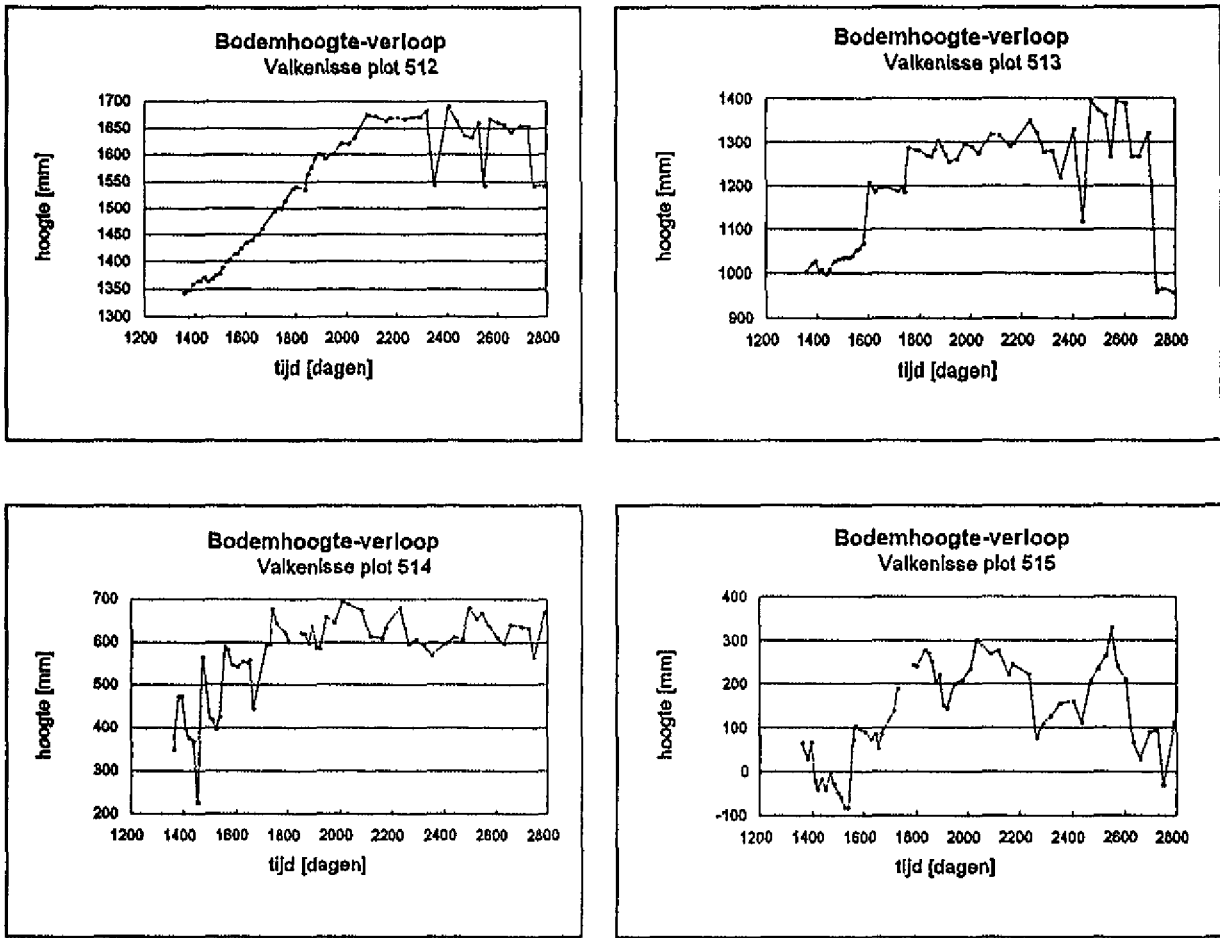 Bodemhoogte-verloop
Valkenisse plot 512
1700
1650
1600
1550
1500
1450
1400
1350
1300
hoogte [mm]
1200 1400 1600 1800 2000 2200 2400 2600 2800
tijd [dagen]
Bodemhoogte-verloop
Valkenisse plot 513
1400
1300
1200
1100
1000
900
hoogte [mm]
1200 1400 1600 1800 2000 2200 2400 2600 2800
tijd [dagen]
Bodemhoogte-verloop
Valkenisse plot 514
700
600
500
400
300
200
hoogte [mm]
1200 1400 1600 1800 2000 2200 2400 2600 2800
tijd [dagen]
Bodemhoogte-verloop
Valkenisse plot 515
400
300
200
100
0
-100
hoogte [mm]
1200 1400 1600 1800 2000 2200 2400 2600 2800
tijd [dagen]